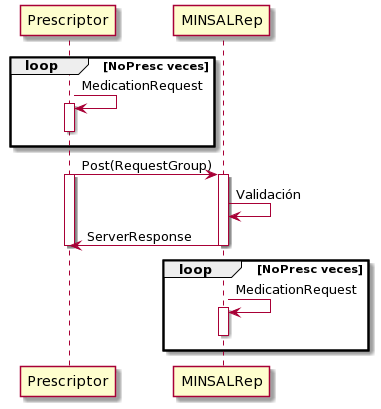 Prescriptor MINSALRep
loop [NoPresc veces]
MedicationRequest
Post(RequestGroup)
Validación
ServerResponse
loop [NoPresc veces]
MedicationRequest
Prescriptor MINSALRep